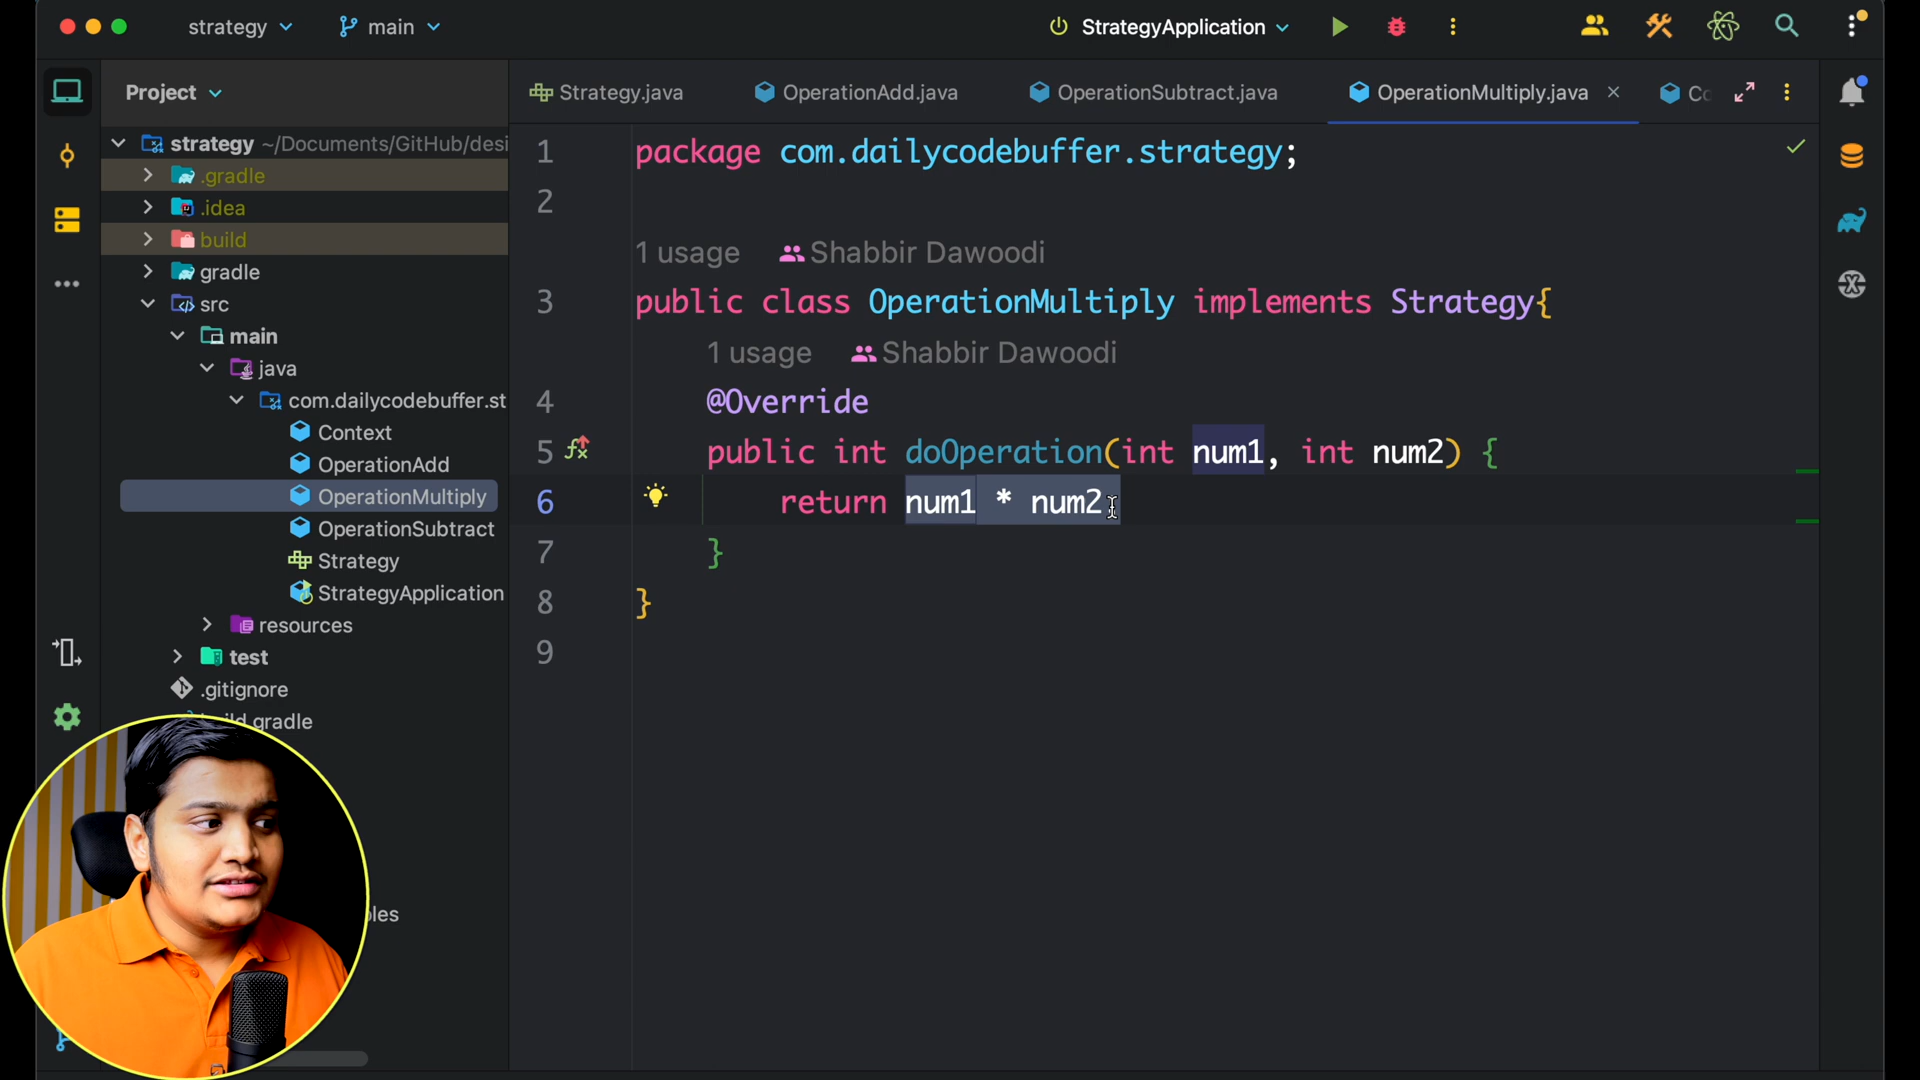 strategy
main
StrategyApplication
Project
Strategy.java
OperationAdd.java
OperationSubtract.java
OperationMultiply.java
strategy ~/Documents/GitHub/desi
.gradle
.idea
build
gradle
src
main
java
com.dailycodebuffer.st
Context
OperationAdd
OperationMultiply
OperationSubtract
Strategy
StrategyApplication
resources
test
.gitignore
build.gradle
les
1 package com.dailycodebuffer.strategy;
2
1 usage Shabbir Dawoodi
3 public class OperationMultiply implements Strategy{
1 usage Shabbir Dawoodi
4 @Override
5 public int doOperation(int num1, int num2) {
6 return num1 * num2;
7 }
8 }
9